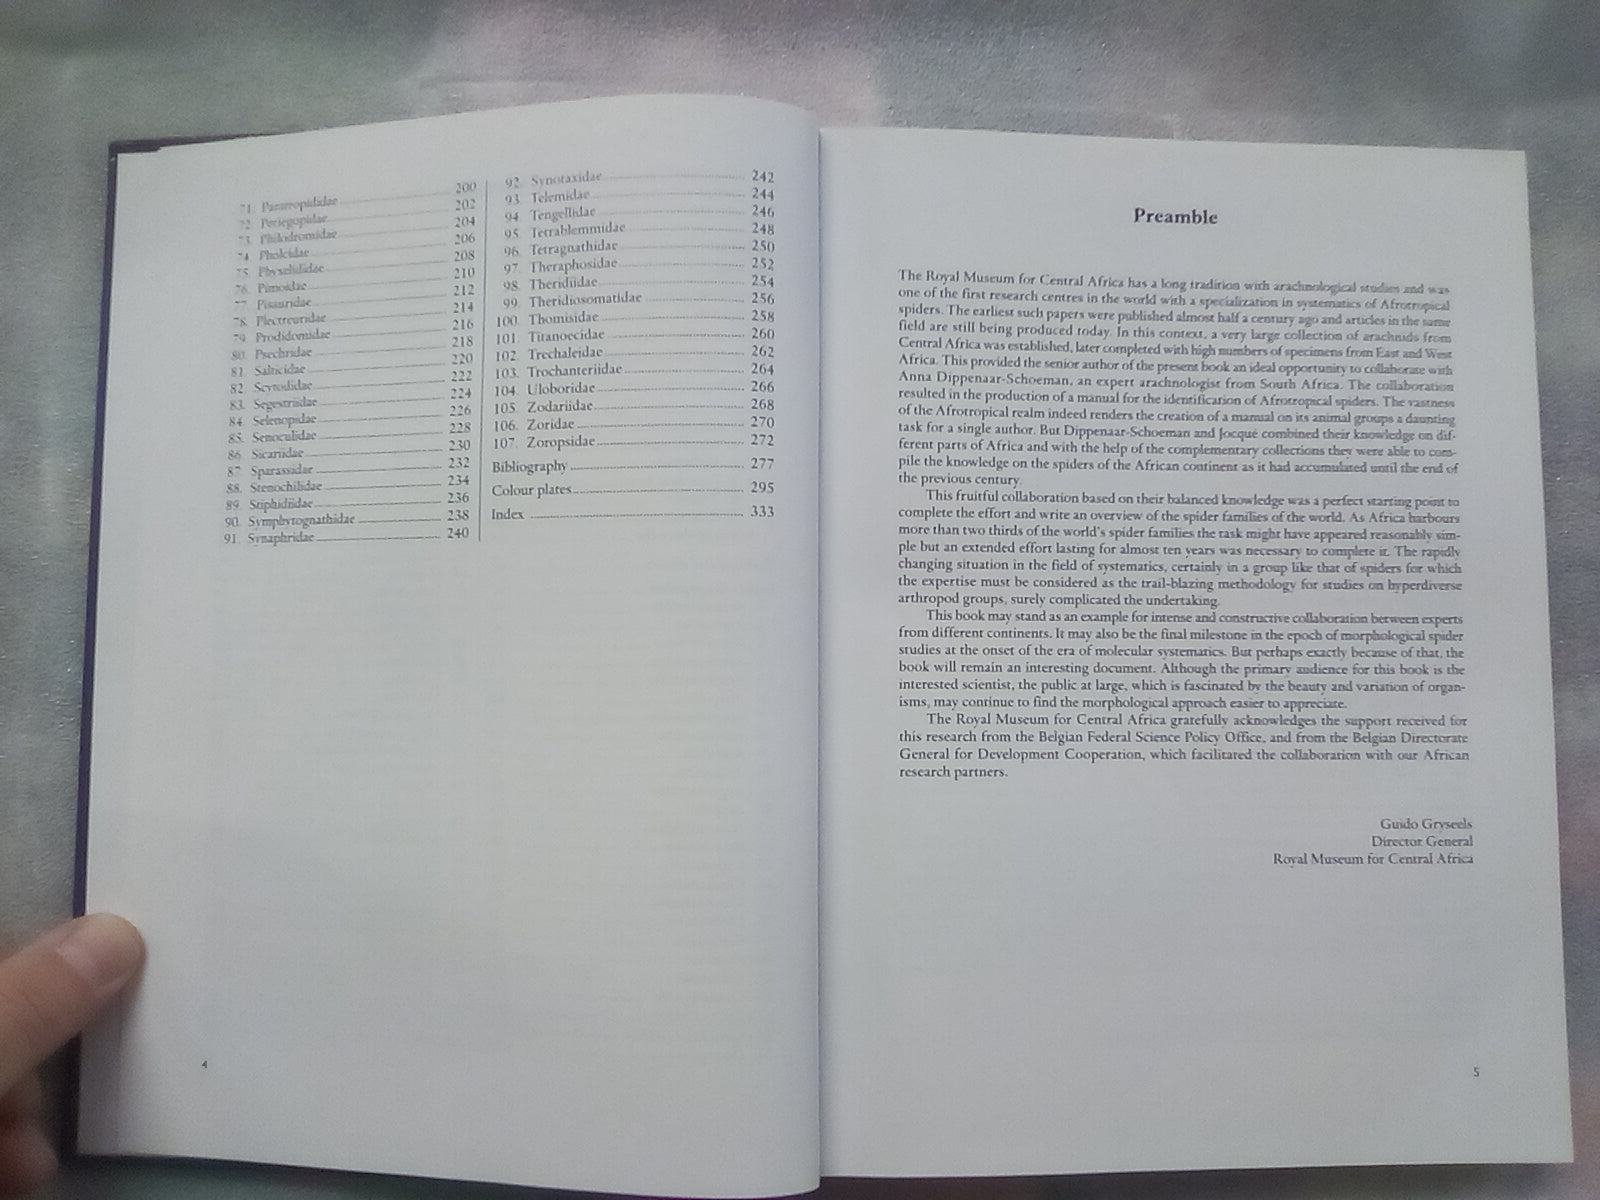 71. Pararchaeidae 200
72. Periegopidae 202
73. Philodromidae 204
74. Pholcidae 206
75. Physoglenidae 208
76. Pimoidae 210
77. Pisauridae 212
78. Plectreuridae 214
79. Prodidomidae 216
80. Psechridae 218
81. Salticidae 220
82. Scytodidae 222
83. Segestriidae 224
84. Selenopidae 226
85. Senoculidae 228
86. Sicariidae 230
87. Sparassidae 232
88. Stenochilidae 234
89. Stiphidiidae 236
90. Symphytognathidae 238
91. Synaphridae 240
92. Synotaxidae 242
93. Telemidae 244
94. Tengellidae 246
95. Tetrablemmidae 248
96. Tetragnathidae 250
97. Theraphosidae 252
98. Theridiidae 254
99. Theridiosomatidae 256
100. Thomisidae 258
101. Titanoecidae 260
102. Trechaleidae 262
103. Trochanteriidae 264
104. Uloboridae 266
105. Zodariidae 268
106. Zoridae 270
107. Zoropsidae 272
Bibliography 277
Colour plates 295
Index 333
4
Preamble
The Royal Museum for Central Africa has a long tradition with arachnological studies and was
one of the first research centres in the world with a specialization in systematics of Afrotropical
spiders. The earliest such papers were published almost half a century ago and articles in the same
field are still being produced today. In this context, a very large collection of arachnids from
Central Africa was established, later completed with high numbers of specimens from East and West
Africa. This provided the senior author of the present book an ideal opportunity to collaborate with
Anna Dippenaar-Schoeman, an expert arachnologist from South Africa. The collaboration
resulted in the production of a manual for the identification of Afrotropical spiders. The vastness
of the Afrotropical realm indeed renders the creation of a manual on its animal groups a daunting
task for a single author. But Dippenaar-Schoeman and Jocqué combined their knowledge on dif-
ferent parts of Africa and with the help of the complementary collections they were able to com-
pile the knowledge on the spiders of the African continent as it had accumulated until the end of
the previous century.
This fruitful collaboration based on their balanced knowledge was a perfect starting point to
complete the effort and write an overview of the spider families of the world. As Africa harbours
more than two thirds of the world's spider families the task might have appeared reasonably sim-
ple but an extended effort lasting for almost ten years was necessary to complete it. The rapidly
changing situation in the field of systematics, certainly in a group like that of spiders for which
the expertise must be considered as the trail-blazing methodology for studies on hyperdiverse
arthropod groups, surely complicated the undertaking.
This book may stand as an example for intense and constructive collaboration between experts
from different continents. It may also be the final milestone in the epoch of morphological spider
studies at the onset of the era of molecular systematics. But perhaps exactly because of that, the
book will remain an interesting document. Although the primary audience for this book is the
interested scientist, the public at large, which is fascinated by the beauty and variation of organ-
isms, may continue to find the morphological approach easier to appreciate.
The Royal Museum for Central Africa gratefully acknowledges the support received for
this research from the Belgian Federal Science Policy Office, and from the Belgian Directorate
General for Development Cooperation, which facilitated the collaboration with our African
research partners.
Guido Gryseels
Director General
Royal Museum for Central Africa
5